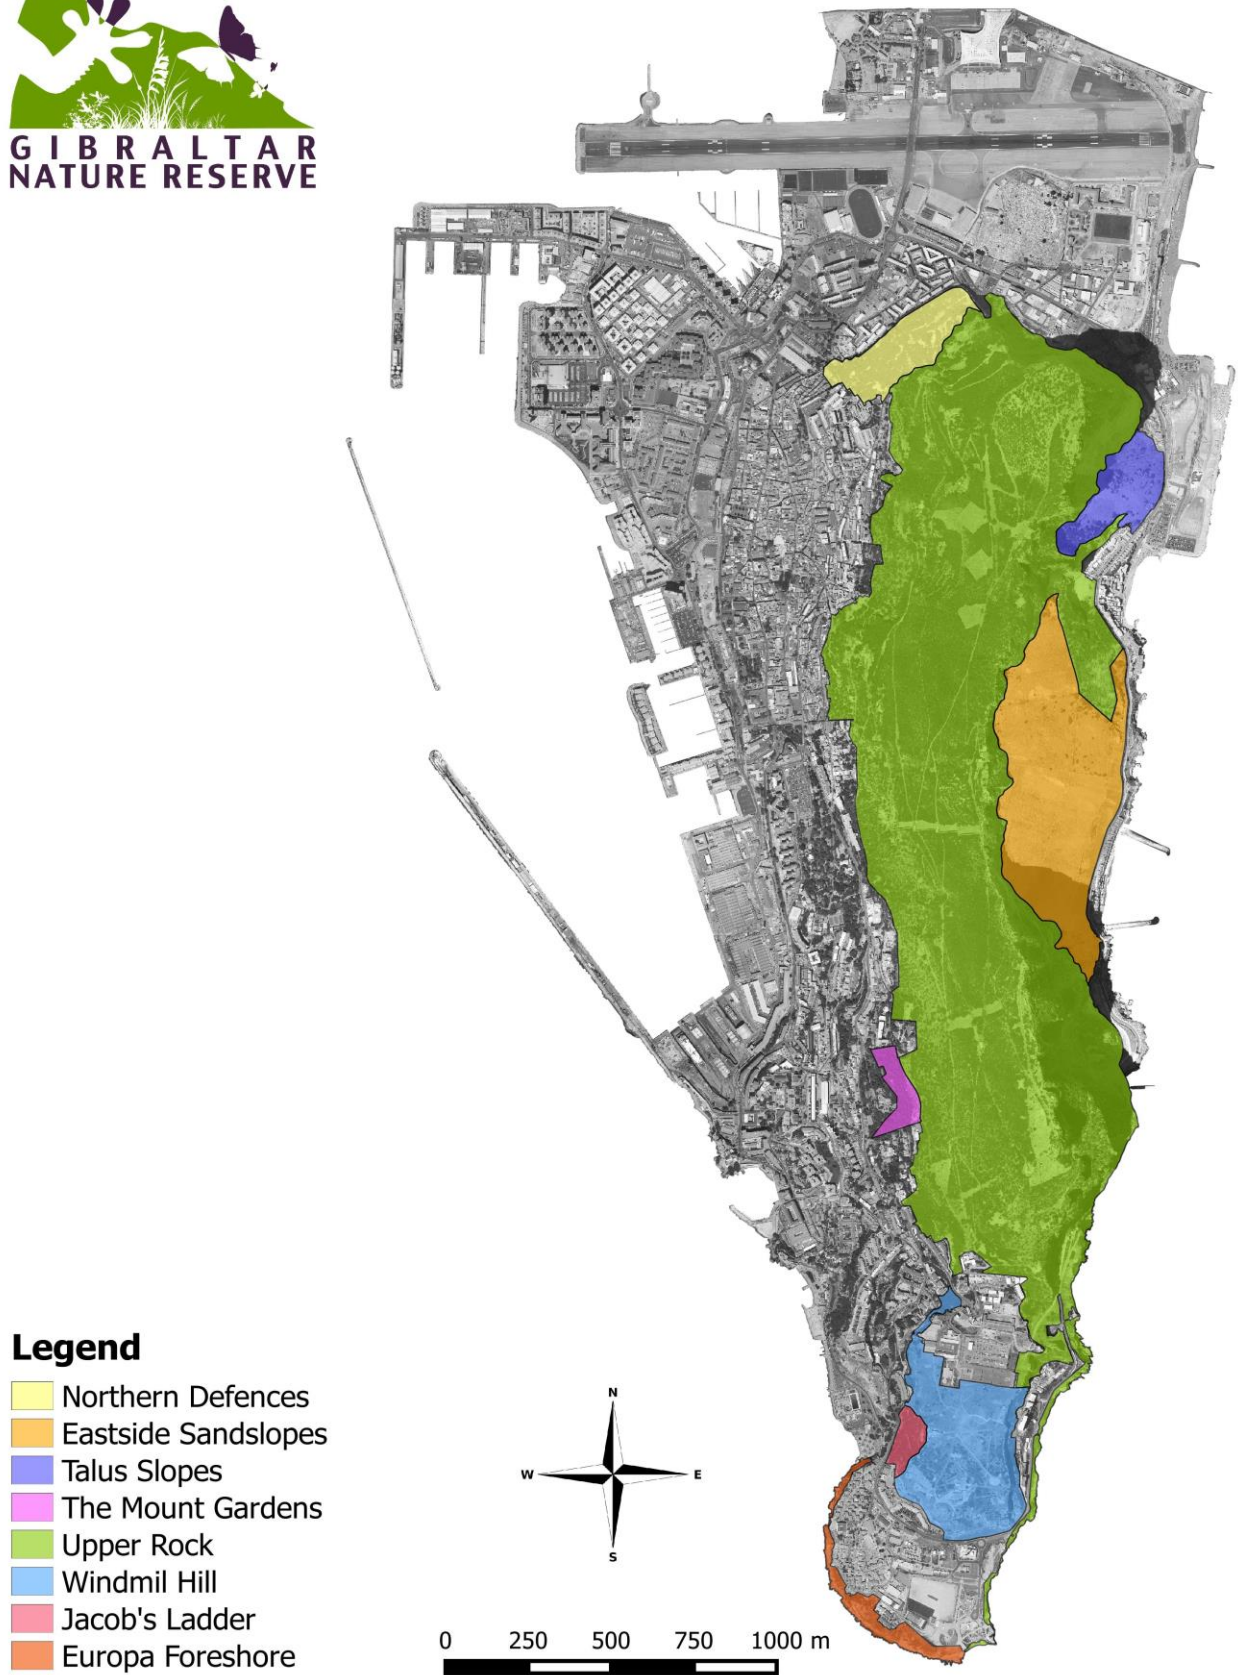 GIBRALTAR
NATURE RESERVE
Legend
Northern Defences
Eastside Sandslopes
Talus Slopes
The Mount Gardens
Upper Rock
Windmil Hill
Jacob's Ladder
Europa Foreshore
N
W E
S
0 250 500 750 1000 m